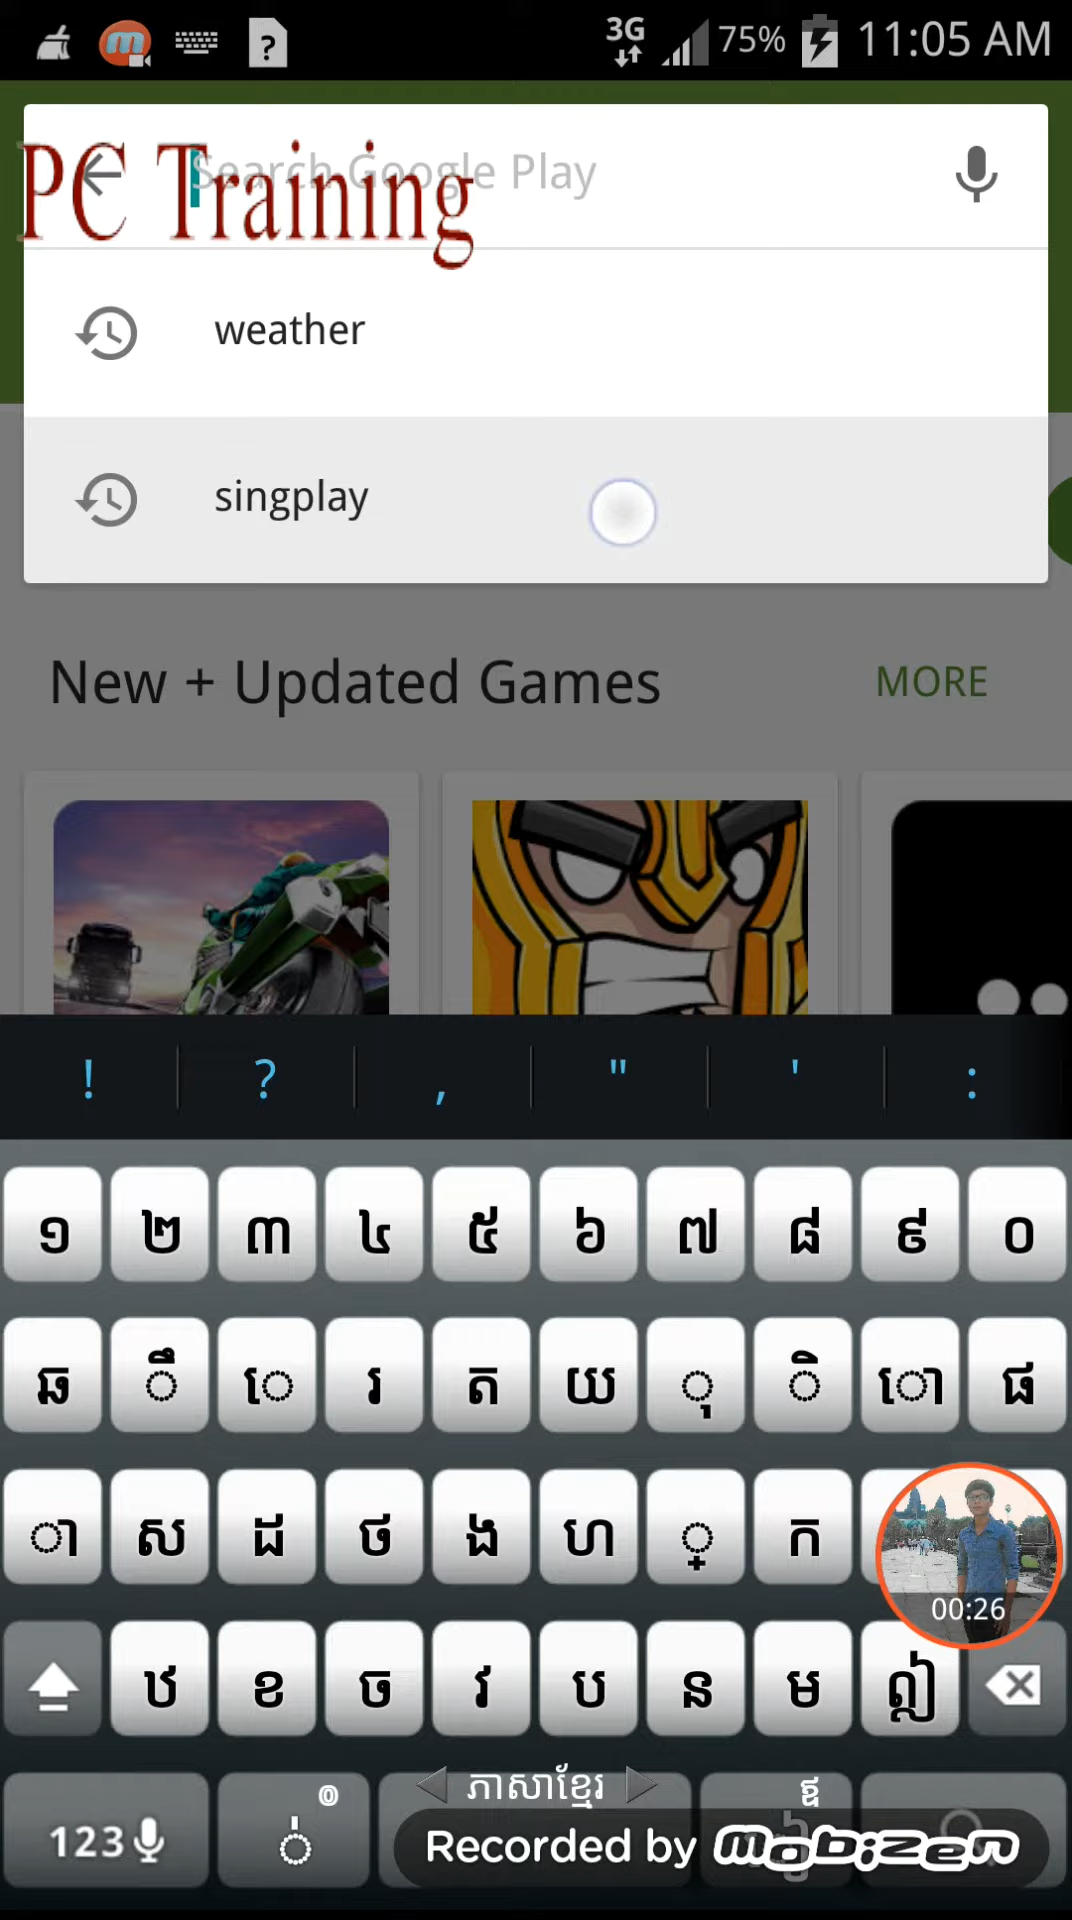 3G 75% 11:05 AM
PC Training
Search Google Play
weather
singplay
New + Updated Games
MORE
! ? , " ' :
១ ២ ៣ ៤ ៥ ៦ ៧ ៨ ៩ ០
ឆ ឹ េ រ ត យ ុ ិ ោ ផ
ា ស ដ ថ ង ហ ្ ក
00:26
ឋ ខ ច វ ប ន ម ឦ
ភាសាខ្មែរ
123
Recorded by mobizen